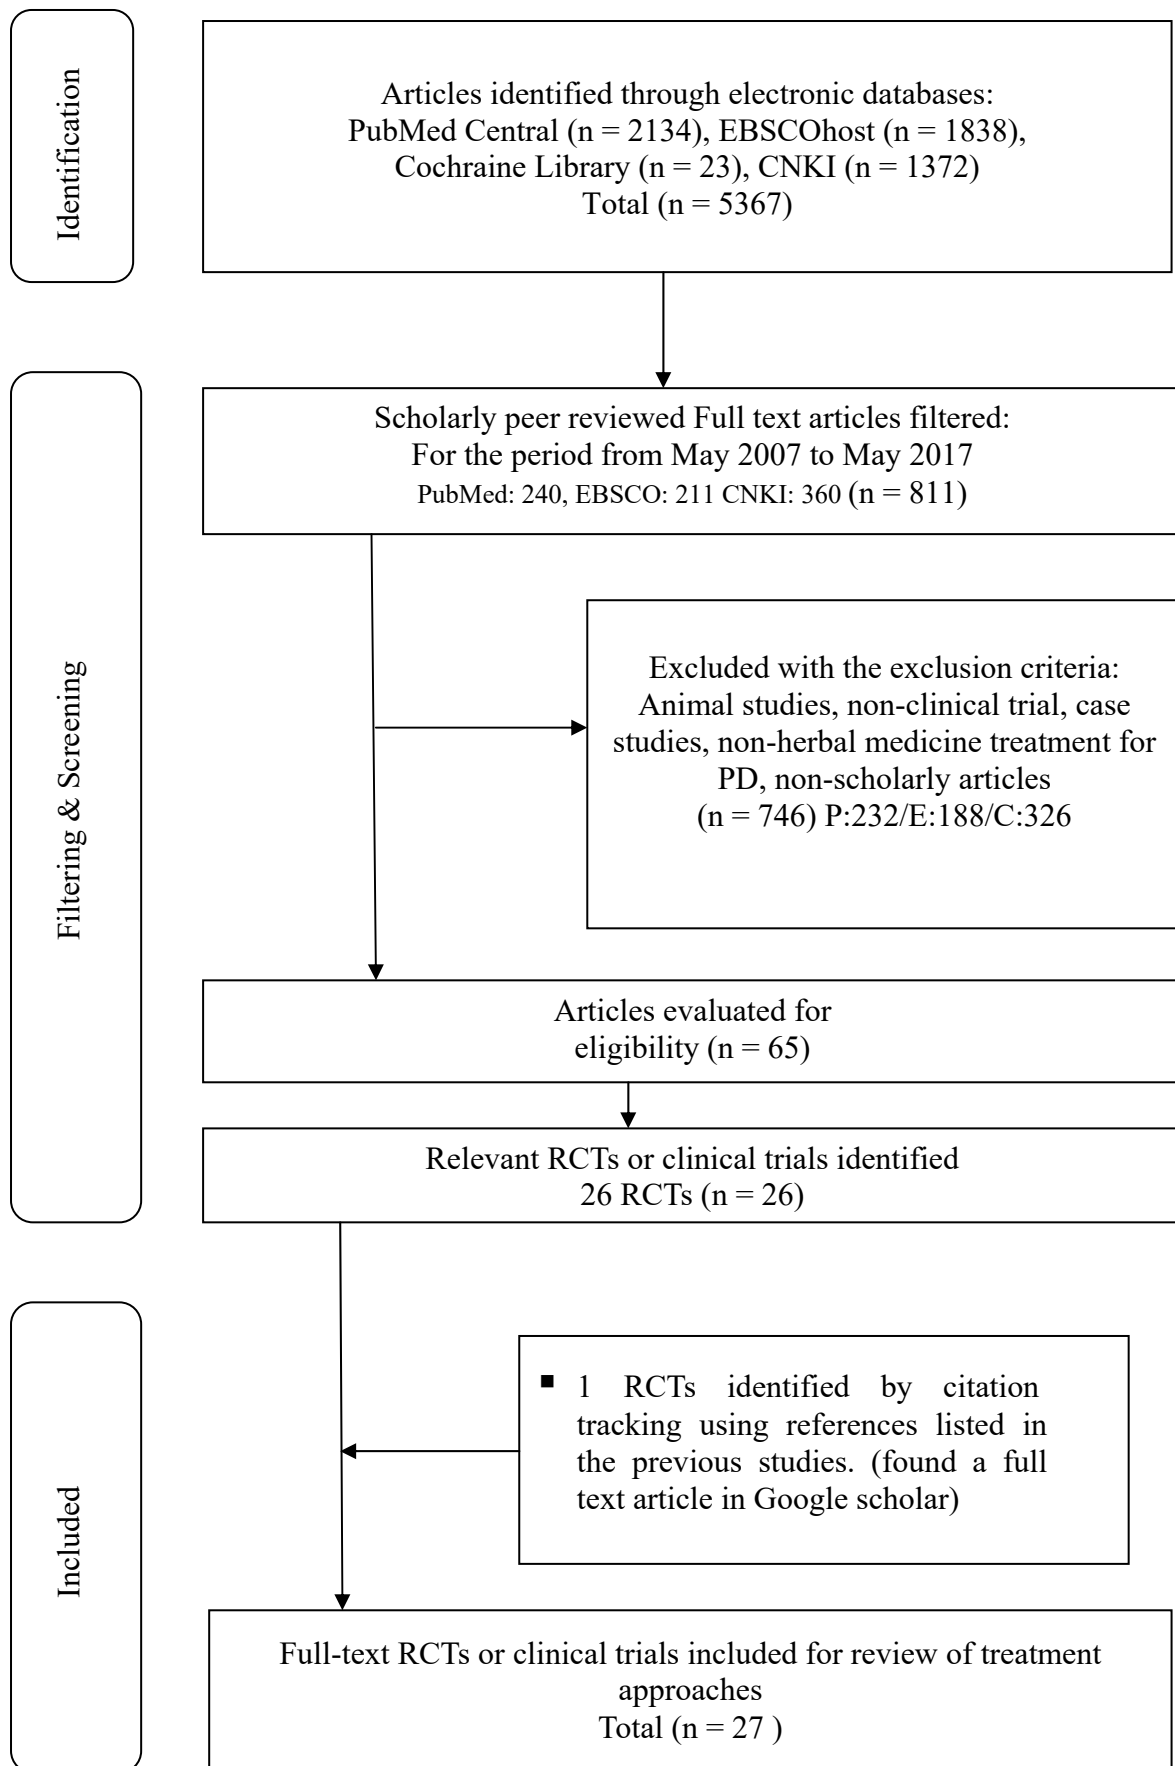 Identification
Articles identified through electronic databases:
PubMed Central (n = 2134), EBSCOhost (n = 1838),
Cochraine Library (n = 23), CNKI (n = 1372)
Total (n = 5367)
Filtering & Screening
Scholarly peer reviewed Full text articles filtered:
For the period from May 2007 to May 2017
PubMed: 240, EBSCO: 211 CNKI: 360 (n = 811)
Excluded with the exclusion criteria:
Animal studies, non-clinical trial, case
studies, non-herbal medicine treatment for
PD, non-scholarly articles
(n = 746) P:232/E:188/C:326
Articles evaluated for
eligibility (n = 65)
Relevant RCTs or clinical trials identified
26 RCTs (n = 26)
Included
▪ 1 RCTs identified by citation
tracking using references listed in
the previous studies. (found a full
text article in Google scholar)
Full-text RCTs or clinical trials included for review of treatment
approaches
Total (n = 27 )